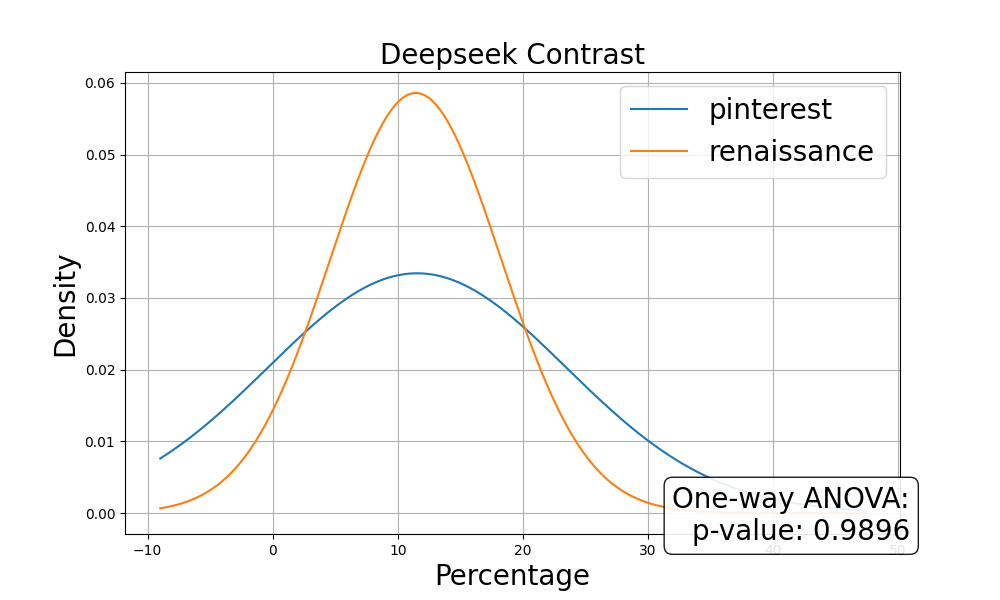 Deepseek Contrast
pinterest
renaissance
0.06
0.05
0.04
0.03
0.02
0.01
0.00
Density
One-way ANOVA:
p-value: 0.9896
−10
0
10
20
30
40
50
Percentage